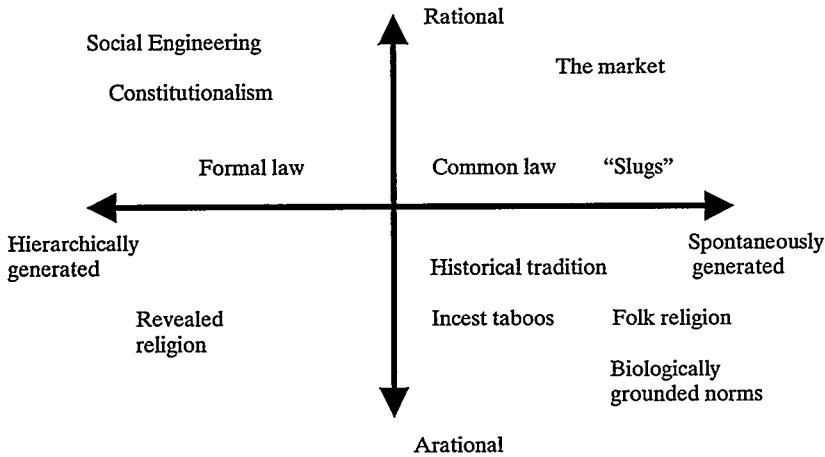 Rational
Social Engineering
The market
Constitutionalism
Formal law
Common law
“Slugs”
Hierarchically
generated
Spontaneously
generated
Historical tradition
Revealed
religion
Incest taboos
Folk religion
Biologically
grounded norms
Arational